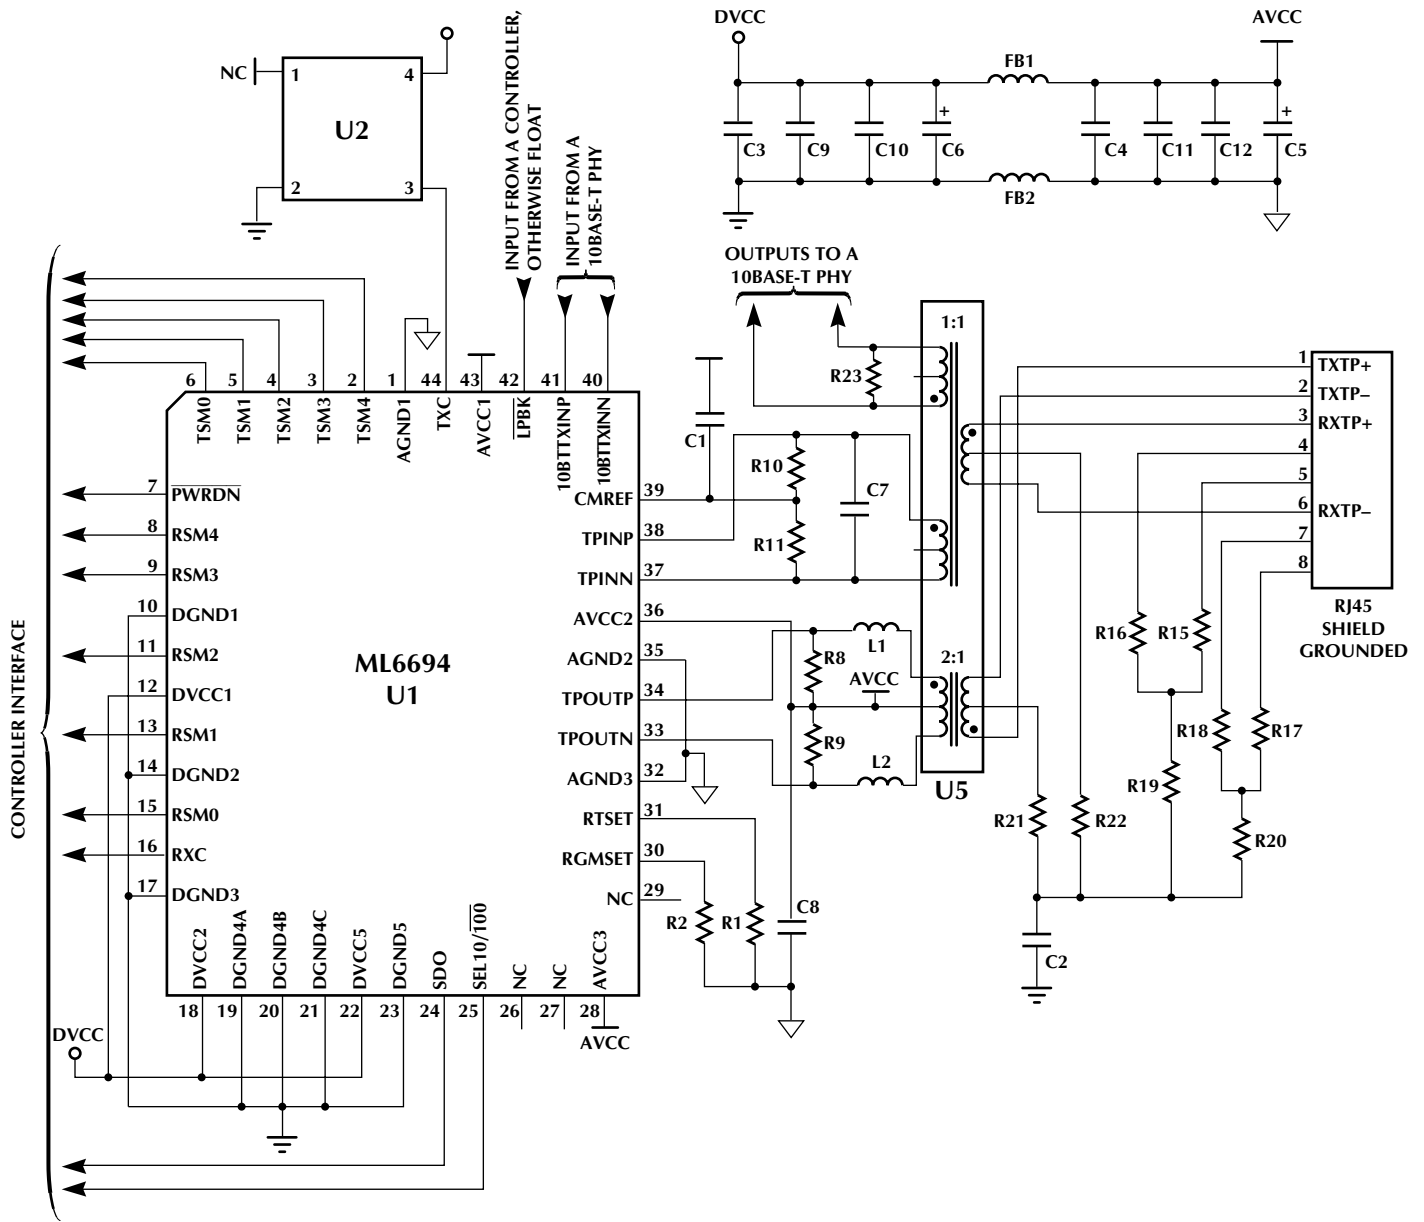 DVCC
AVCC
FB1
C3
C9
C10
+
C6
C4
C11
C12
+
C5
FB2
NC
1
4
U2
2
3
INPUT FROM A CONTROLLER,
OTHERWISE FLOAT
INPUT FROM A
10BASE-T PHY
OUTPUTS TO A
10BASE-T PHY
CONTROLLER INTERFACE
6
5
4
3
2
1
44
43
42
41
40
TSM0
TSM1
TSM2
TSM3
TSM4
AGND1
TXC
AVCC1
LPBK
10BTTXINP
10BTTXINN
7
PWRDN
8
RSM4
9
RSM3
10
DGND1
11
RSM2
12
DVCC1
13
RSM1
14
DGND2
15
RSM0
16
RXC
17
DGND3
ML6694
U1
CMREF
39
TPINP
38
TPINN
37
AVCC2
36
AGND2
35
TPOUTP
34
TPOUTN
33
AGND3
32
RTSET
31
RGMSET
30
NC
29
DVCC2
DGND4A
DGND4B
DGND4C
DVCC5
DGND5
SDO
SEL10/100
NC
NC
AVCC3
18
19
20
21
22
23
24
25
26
27
28
DVCC
AVCC
C1
R10
R11
C7
R23
1:1
2:1
U5
R8
L1
AVCC
R9
L2
R2
R1
C8
1
TXTP+
2
TXTP–
3
RXTP+
4
5
6
RXTP–
7
8
RJ45
SHIELD
GROUNDED
R16
R15
R18
R17
R19
R20
R21
R22
C2